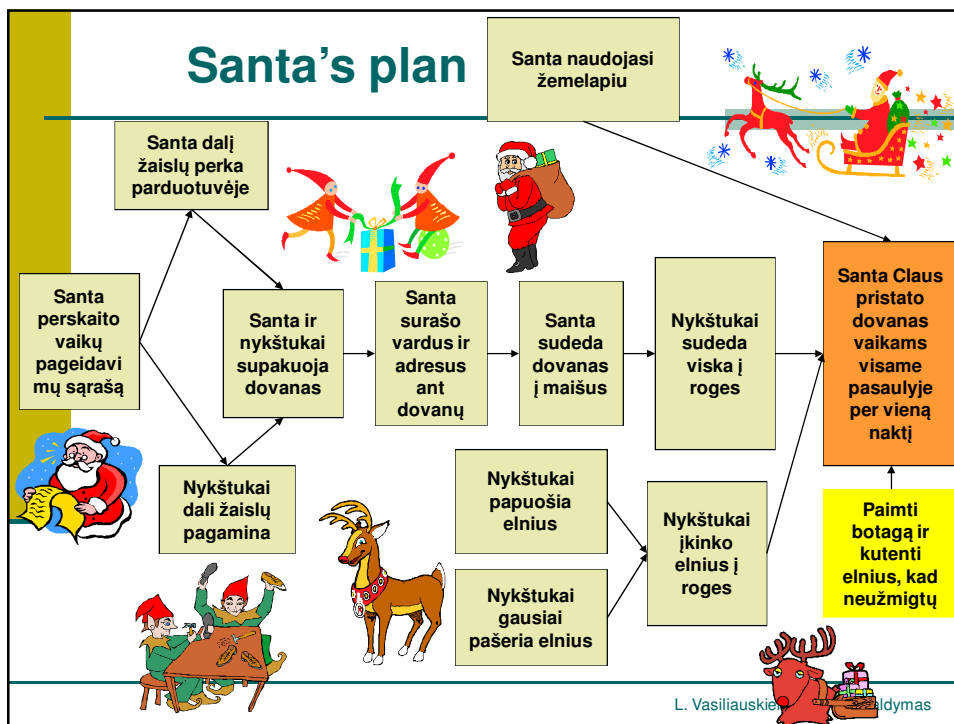 Santa's plan
Santa naudojasi
žemelapiu
Santa dalį
žaislų perka
parduotuvėje
Santa
perskaito
vaikų
pageidavi
mų sąrašą
Santa ir
nykštukai
supakuoja
dovanas
Santa
surašo
vardus ir
adresus
ant
dovanų
Santa
sudeda
dovanas
į maišus
Nykštukai
sudeda
viska į
roges
Santa Claus
pristato
dovanas
vaikams
visame
pasaulyje
per vieną
naktį
Nykštukai
dali žaislų
pagamina
Nykštukai
papuošia
elnius
Nykštukai
gausiai
pašeria elnius
Nykštukai
įkinko
elnius į
roges
Paimti
botagą ir
kutenti
elnius, kad
neužmigtų
L.